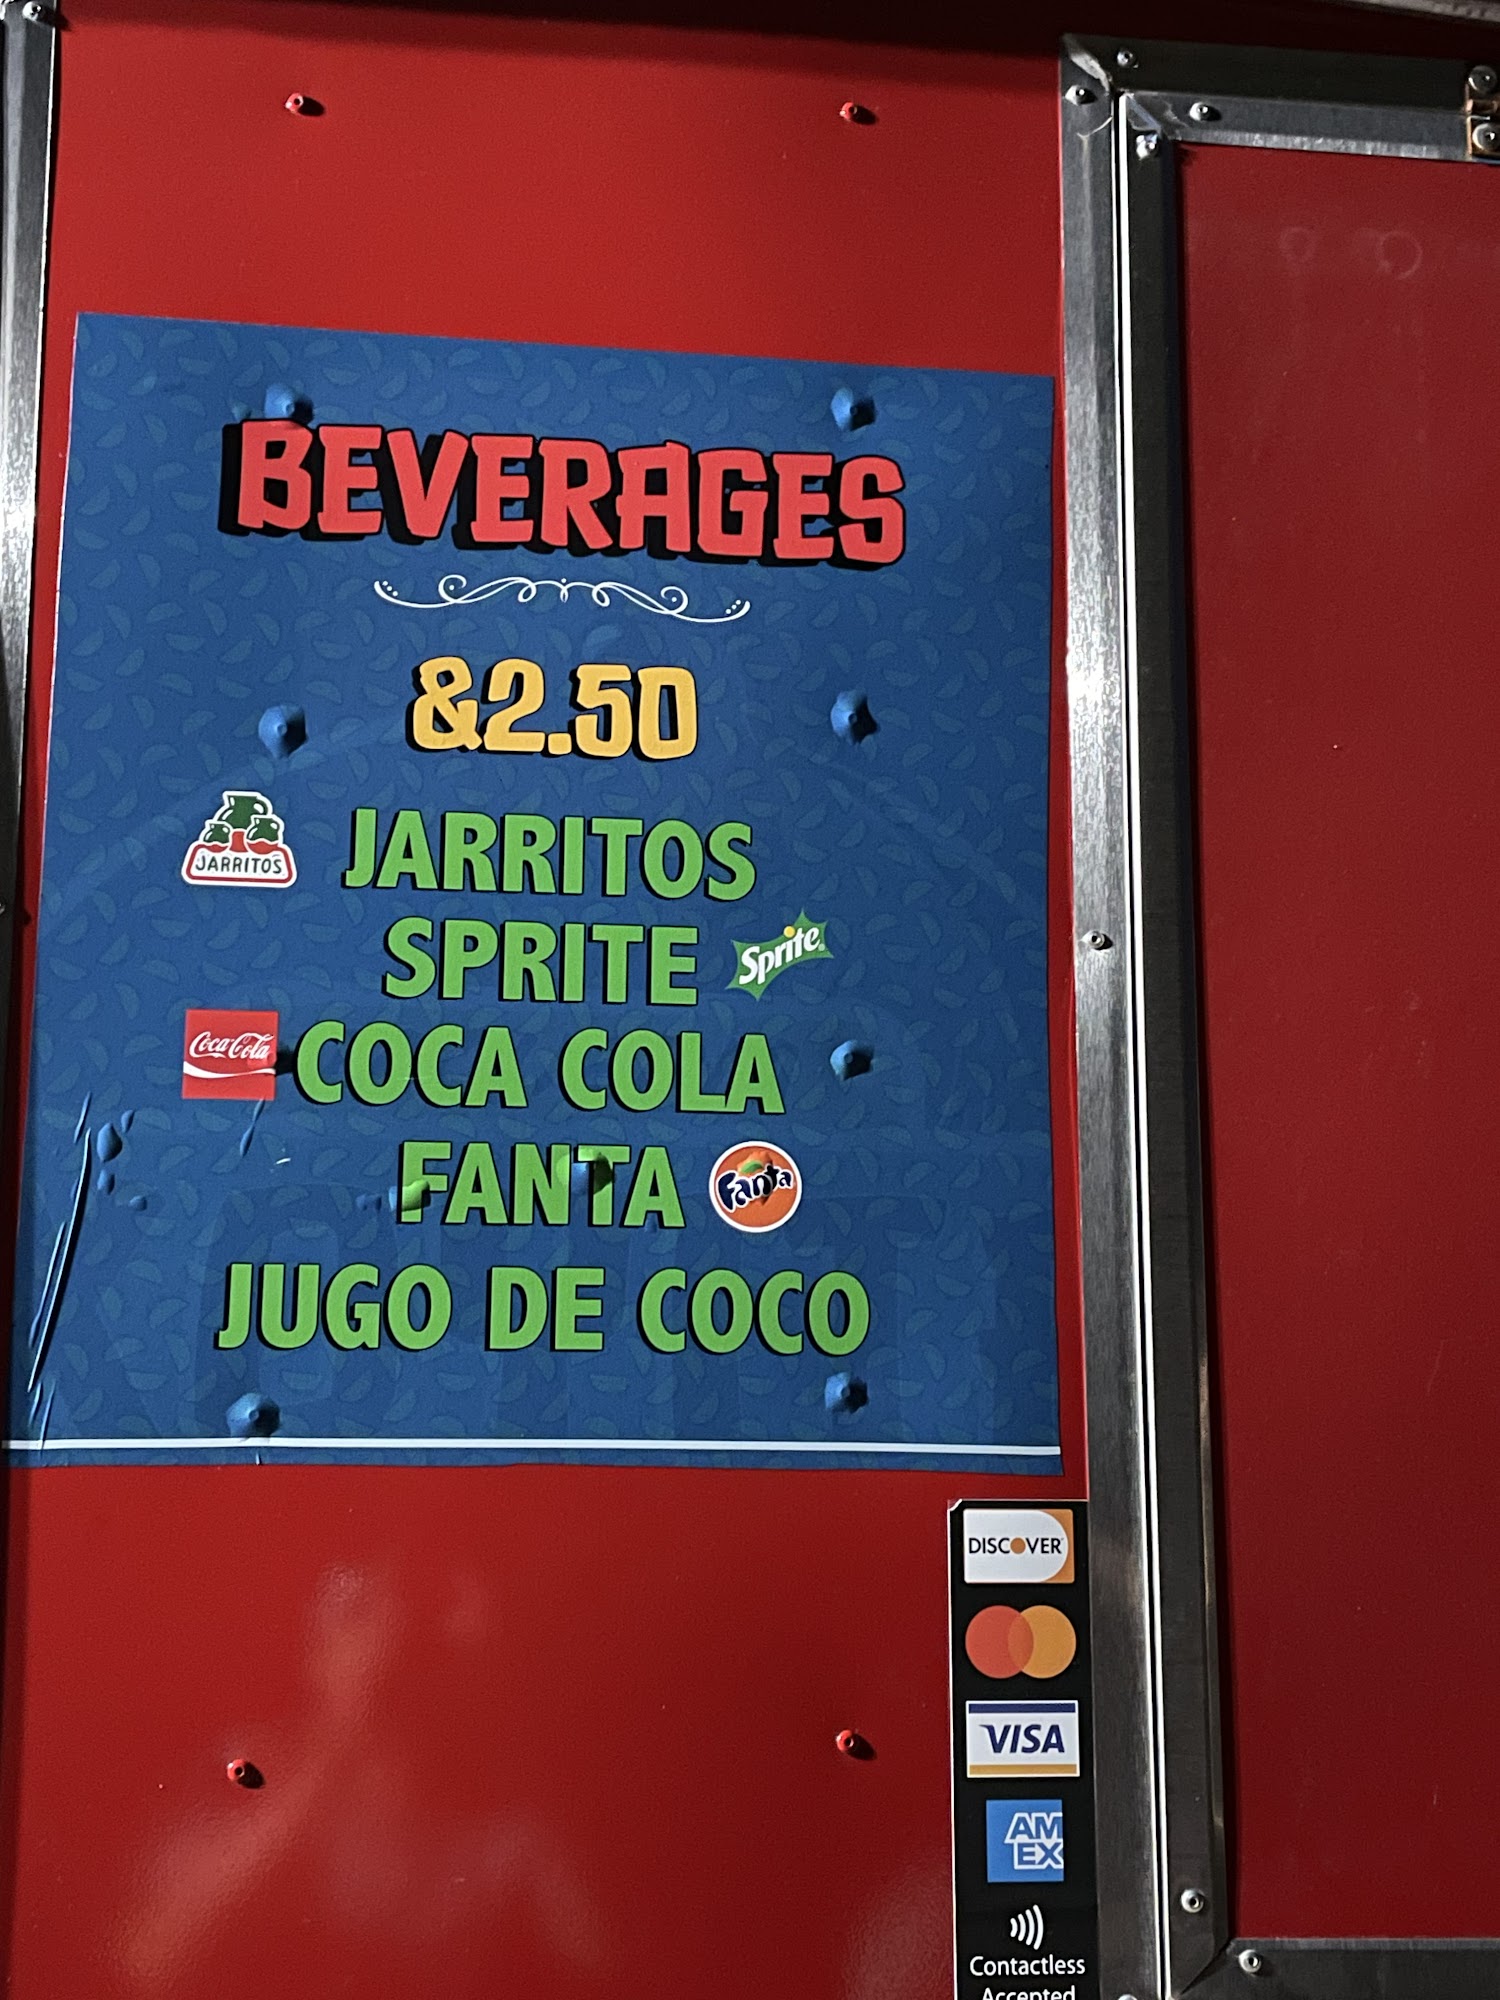 BEVERAGES
&2.50
JARRITOS
JARRITOS
SPRITE
Sprite
Coca-Cola
COCA COLA
FANTA
Fanta
JUGO DE COCO
DISCOVER
VISA
AM
EX
Contactless
Accepted